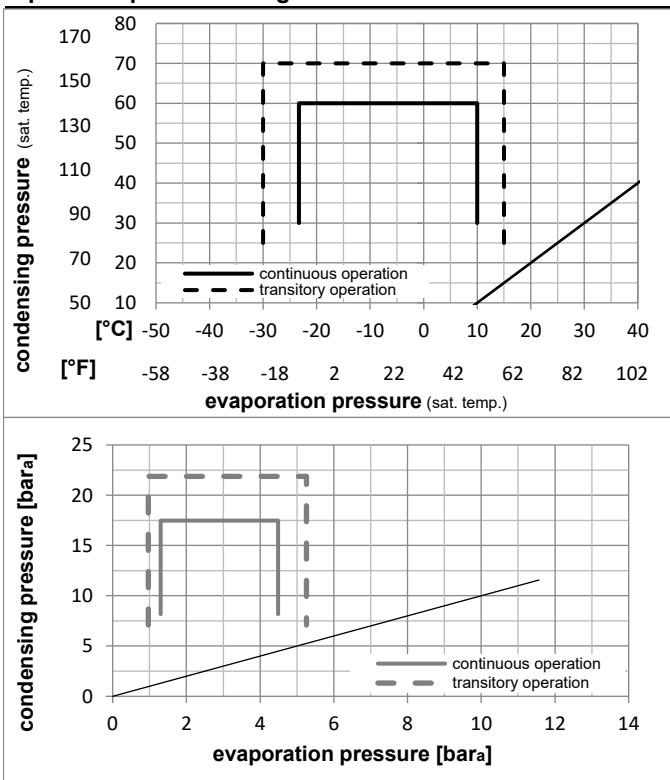 170 80
150 70
130 60
50
110 40
90 30
70 20
50 10
condensing pressure (sat. temp.)
continuous operation
transitory operation
[°C] -50 -40 -30 -20 -10 0 10 20 30 40
[°F] -58 -38 -18 2 22 42 62 82 102
evaporation pressure (sat. temp.)
25
20
15
10
5
0
condensing pressure [bara]
continuous operation
transitory operation
0 2 4 6 8 10 12 14
evaporation pressure [bara]